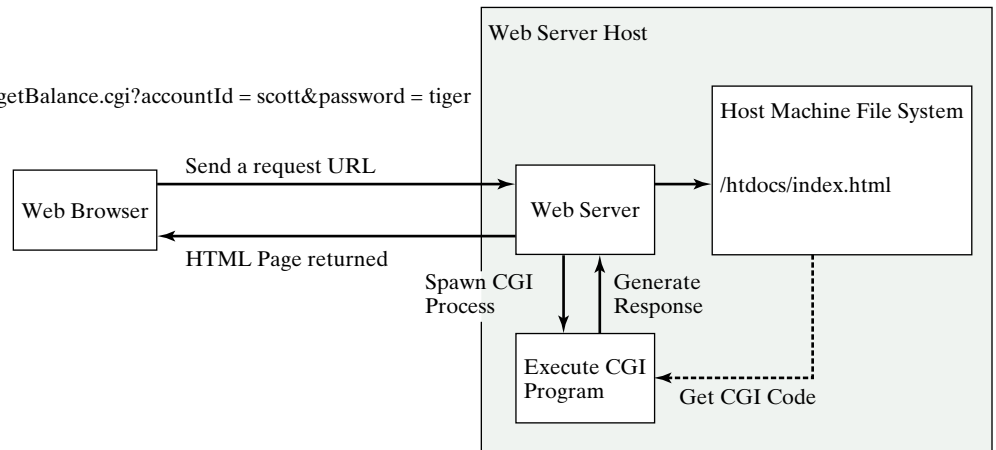 Web Server Host
getBalance.cgi?accountId = scott&password = tiger
Host Machine File System
Send a request URL
/htdocs/index.html
Web Browser
Web Server
HTML Page returned
Spawn CGI
Process
Generate
Response
Execute CGI
Program
Get CGI Code